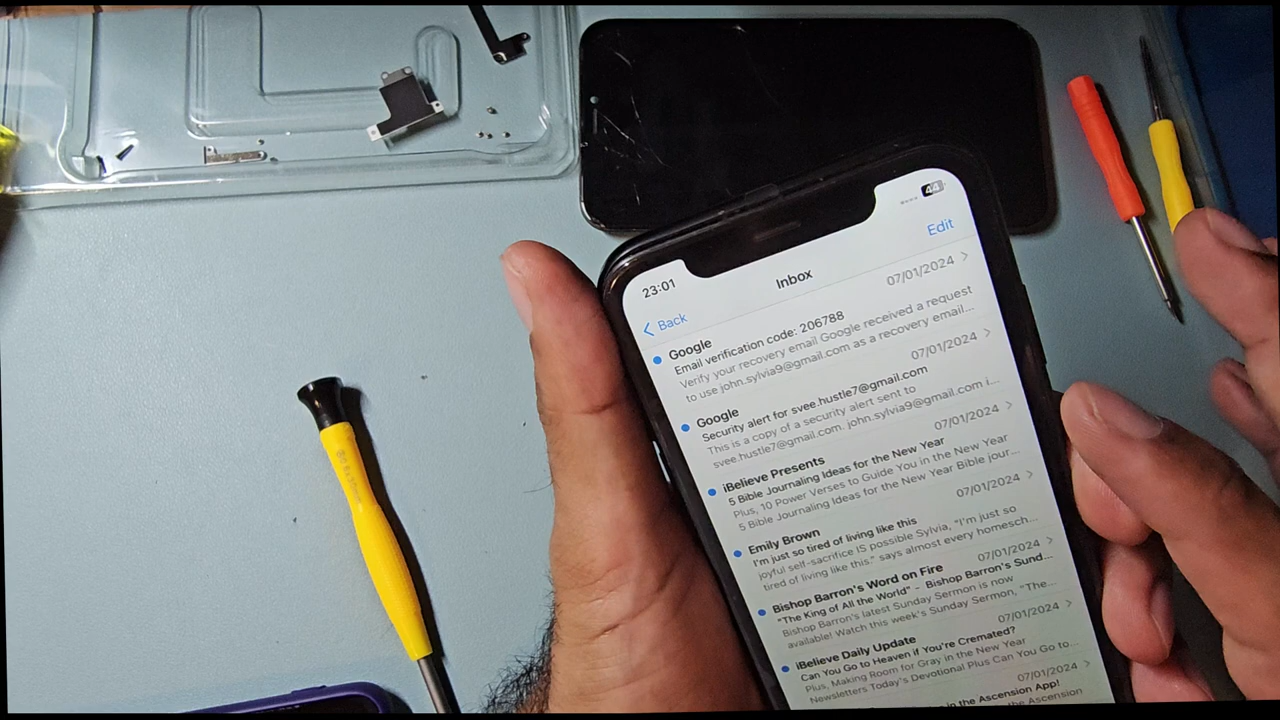 23:01
44
Back
Inbox
Edit
Google
07/01/2024
Email verification code: 206788
Verify your recovery email Google received a request
to use john.sylvia9@gmail.com as a recovery email...
Google
07/01/2024
Security alert for svee.hustle7@gmail.com
This is a copy of a security alert sent to
svee.hustle7@gmail.com. john.sylvia9@gmail.com i...
iBelieve Presents
07/01/2024
5 Bible Journaling Ideas for the New Year
Plus, 10 Power Verses to Guide You in the New Year
5 Bible Journaling Ideas for the New Year Bible jour...
Emily Brown
07/01/2024
I'm just so tired of living like this
joyful self-sacrifice IS possible Sylvia, "I'm just so
tired of living like this." says almost every homesch...
Bishop Barron's Word on Fire
07/01/2024
"The King of All the World" - Bishop Barron's Sund...
Bishop Barron's latest Sunday Sermon is now
available! Watch this week's Sunday Sermon, "The...
iBelieve Daily Update
07/01/2024
Can You Go to Heaven if You're Cremated?
Plus, Making Room for Gray in the New Year
Newsletters Today's Devotional Plus Can You Go to...
07/01/2024
in the Ascension App!
the Ascension